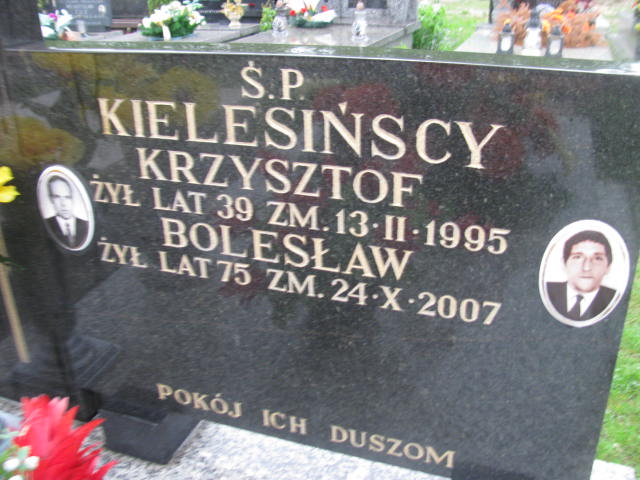 Ś.P.
KIELESIŃSCY
KRZYSZTOF
ŻYŁ LAT 39 ZM. 13·II·1995
BOLESŁAW
ŻYŁ LAT 75 ZM. 24·X·2007
POKÓJ ICH DUSZOM